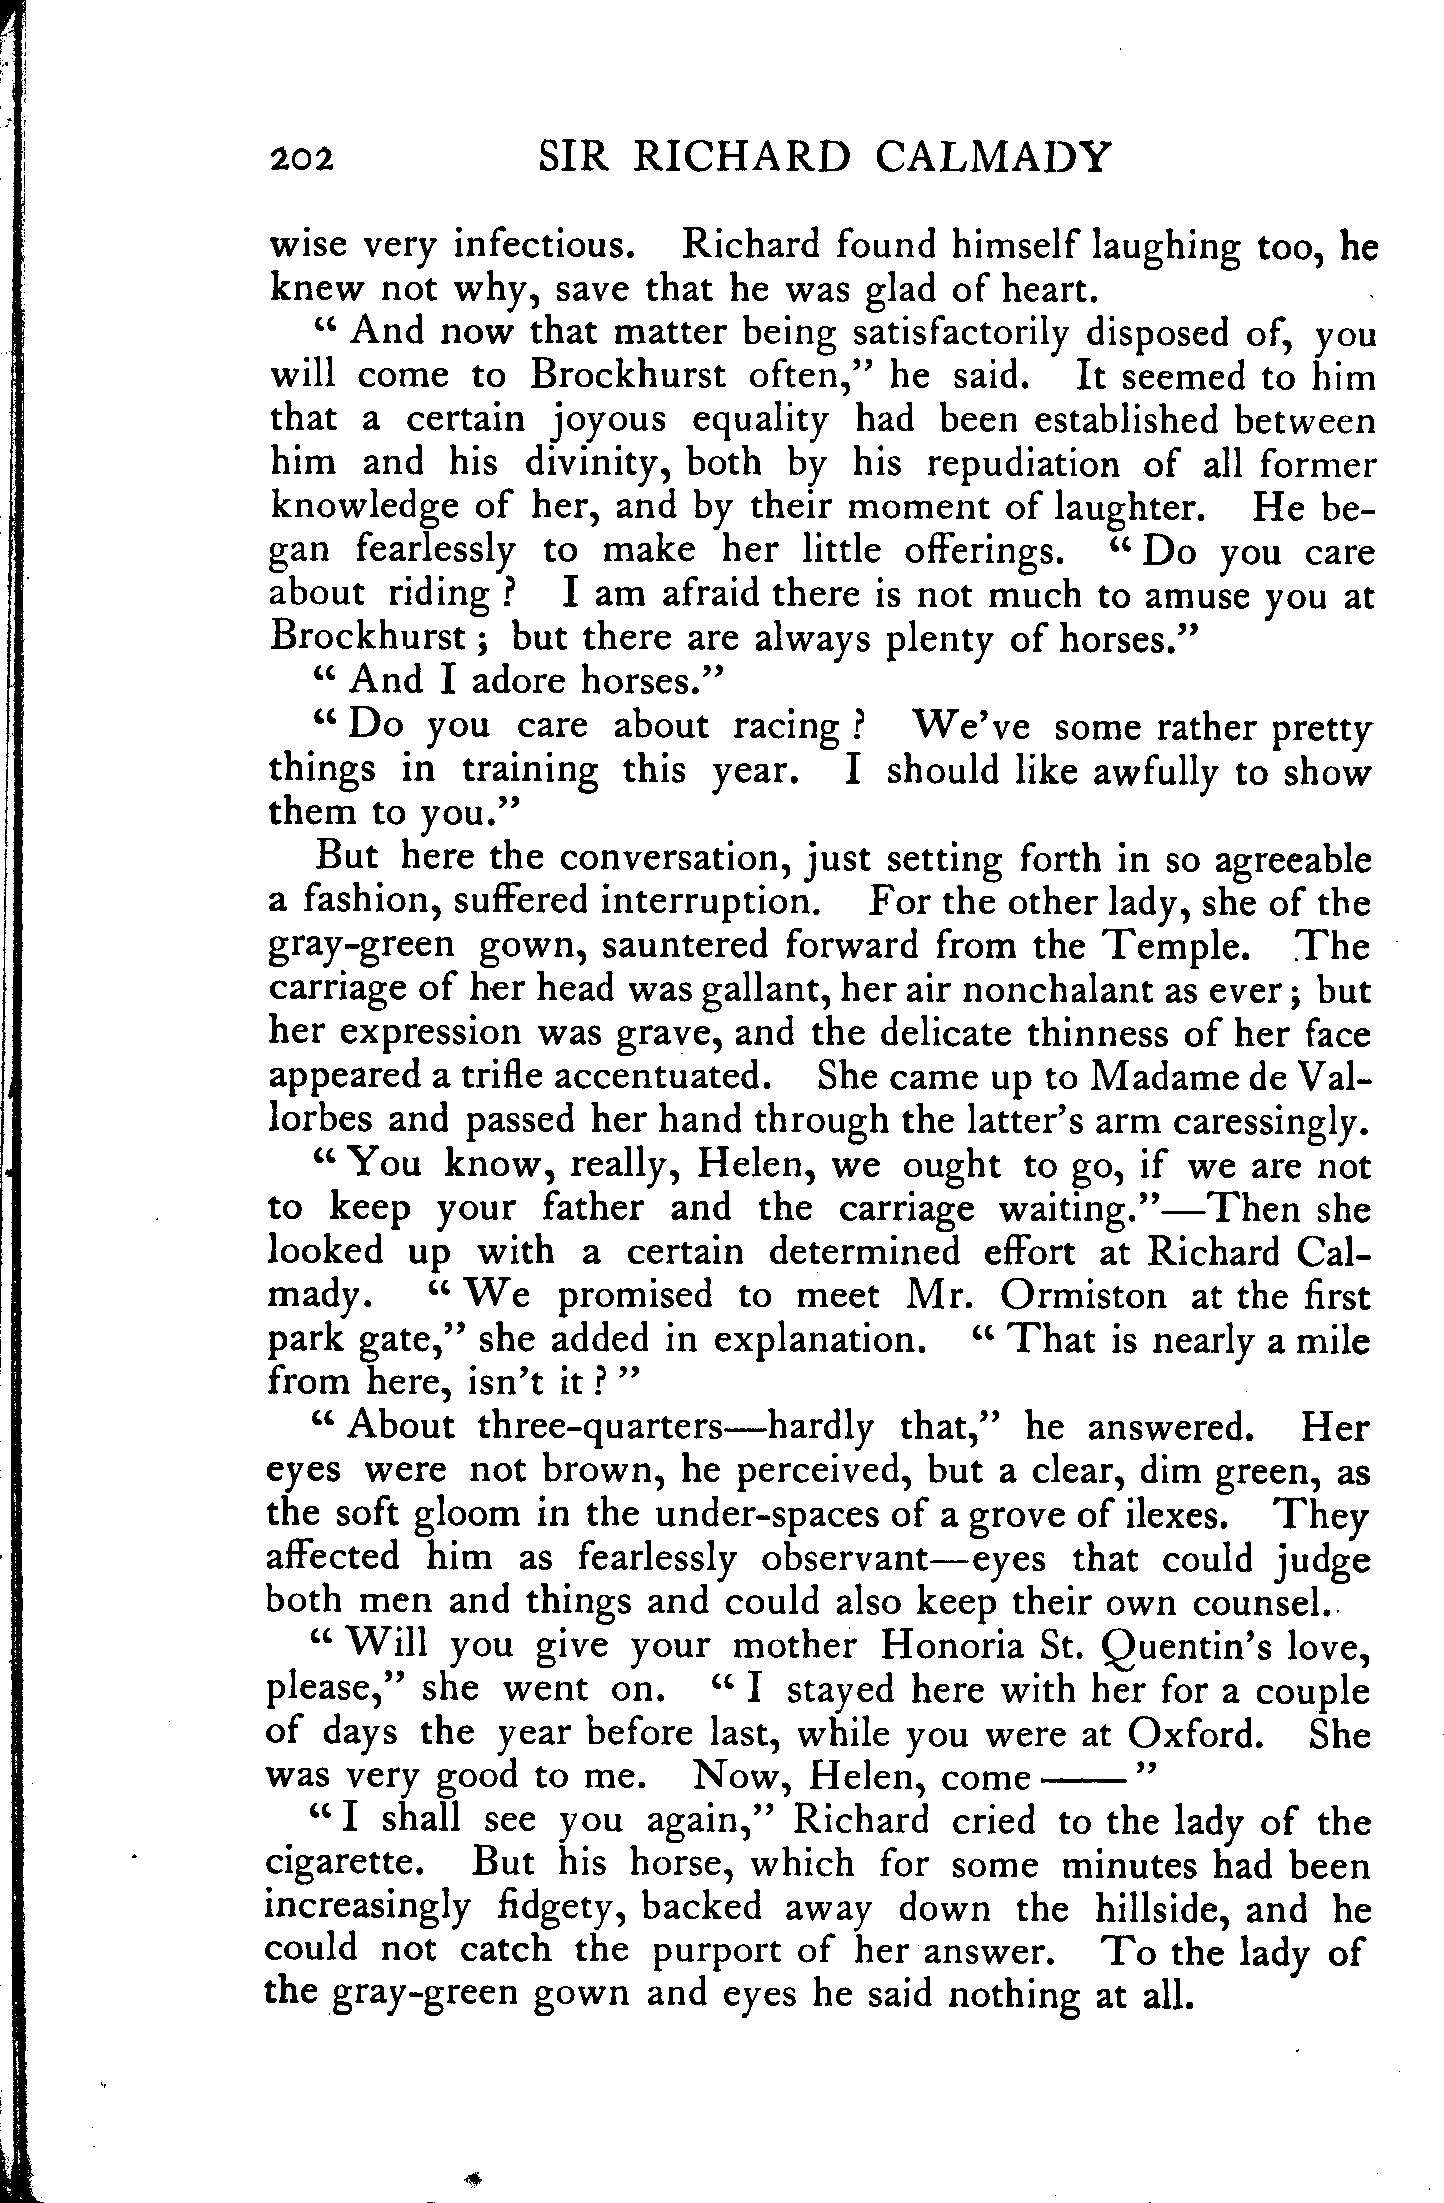 202 SIR RICHARD CALMADY
wise very infectious. Richard found himself laughing too, he
knew not why, save that he was glad of heart.
“ And now that matter being satisfactorily disposed of, you
will come to Brockhurst often,” he said. It seemed to him
that a certain joyous equality had been established between
him and his divinity, both by his repudiation of all former
knowledge of her, and by their moment of laughter. He be-
gan fearlessly to make her little offerings. “ Do you care
about riding ? I am afraid there is not much to amuse you at
Brockhurst ; but there are always plenty of horses.”
“ And I adore horses.”
“ Do you care about racing ? We’ve some rather pretty
things in training this year. I should like awfully to show
them to you.”
But here the conversation, just setting forth in so agreeable
a fashion, suffered interruption. For the other lady, she of the
gray-green gown, sauntered forward from the Temple. The
carriage of her head was gallant, her air nonchalant as ever ; but
her expression was grave, and the delicate thinness of her face
appeared a trifle accentuated. She came up to Madame de Val-
lorbes and passed her hand through the latter’s arm caressingly.
“ You know, really, Helen, we ought to go, if we are not
to keep your father and the carriage waiting.”—Then she
looked up with a certain determined effort at Richard Cal-
mady. “ We promised to meet Mr. Ormiston at the first
park gate,” she added in explanation. “ That is nearly a mile
from here, isn’t it ? ”
“ About three-quarters—hardly that,” he answered. Her
eyes were not brown, he perceived, but a clear, dim green, as
the soft gloom in the under-spaces of a grove of ilexes. They
affected him as fearlessly observant—eyes that could judge
both men and things and could also keep their own counsel.
“ Will you give your mother Honoria St. Quentin’s love,
please,” she went on. “ I stayed here with her for a couple
of days the year before last, while you were at Oxford. She
was very good to me. Now, Helen, come —— ”
“ I shall see you again,” Richard cried to the lady of the
cigarette. But his horse, which for some minutes had been
increasingly fidgety, backed away down the hillside, and he
could not catch the purport of her answer. To the lady of
the gray-green gown and eyes he said nothing at all.